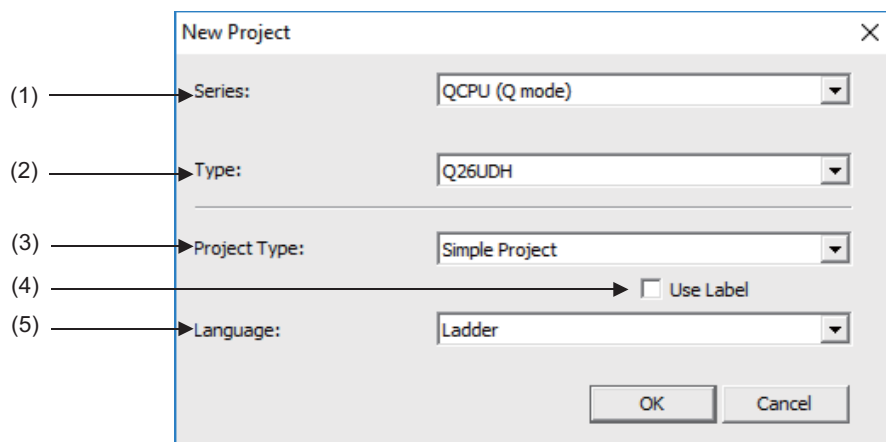 New Project
(1) Series: QCPU (Q mode)
(2) Type: Q26UDH
(3) Project Type: Simple Project
(4) Use Label
(5) Language: Ladder
OK Cancel